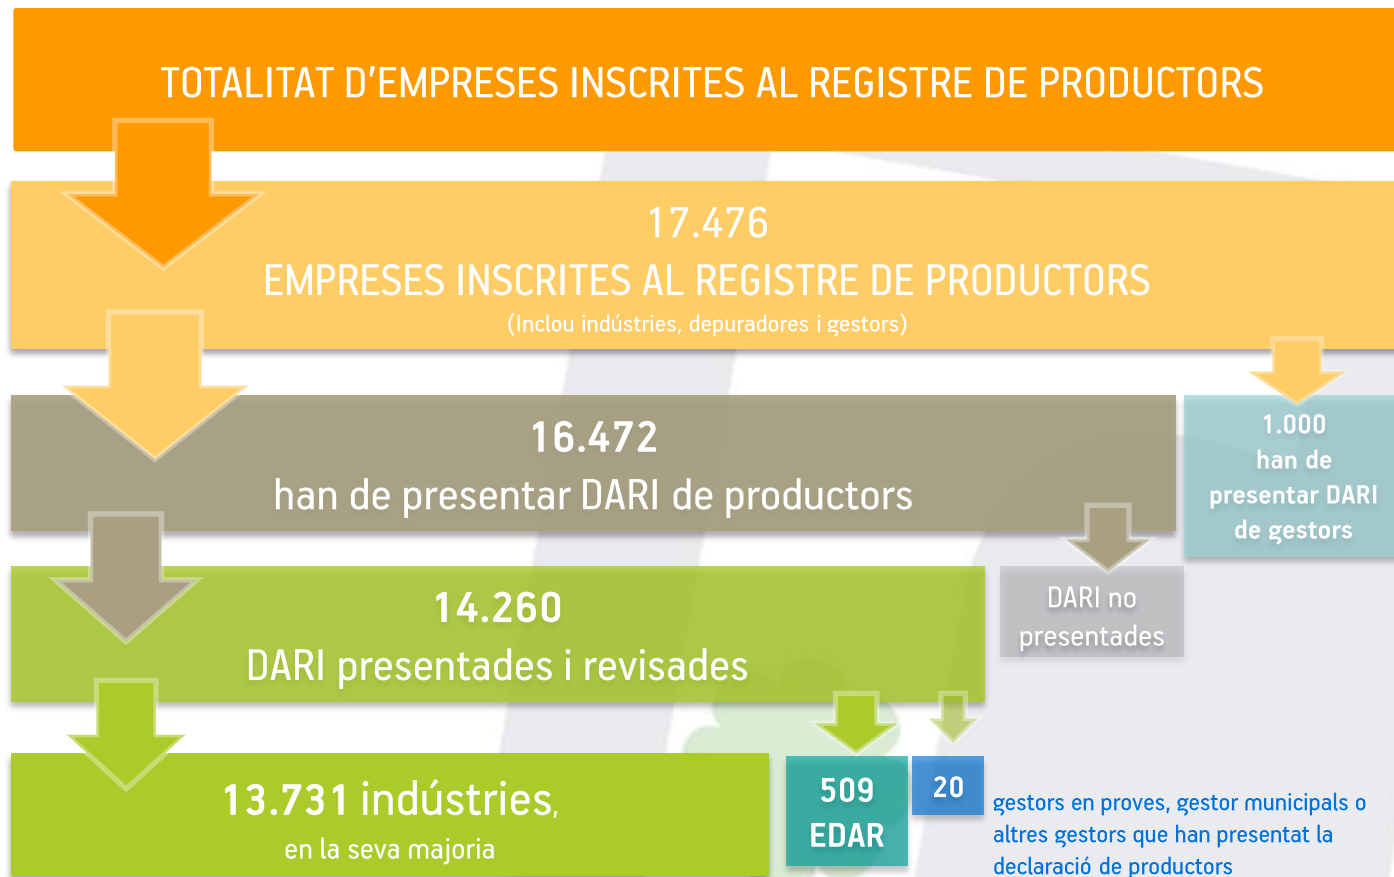 TOTALITAT D'EMPRESES INSCRITES AL REGISTRE DE PRODUCTORS
17.476
EMPRESES INSCRITES AL REGISTRE DE PRODUCTORS
(Inclou indústries, depuradores i gestors)
16.472
han de presentar DARI de productors
1.000
han de
presentar DARI
de gestors
14.260
DARI presentades i revisades
DARI no
presentades
13.731 indústries,
en la seva majoria
509
EDAR
20
gestors en proves, gestor municipals o
altres gestors que han presentat la
declaració de productors